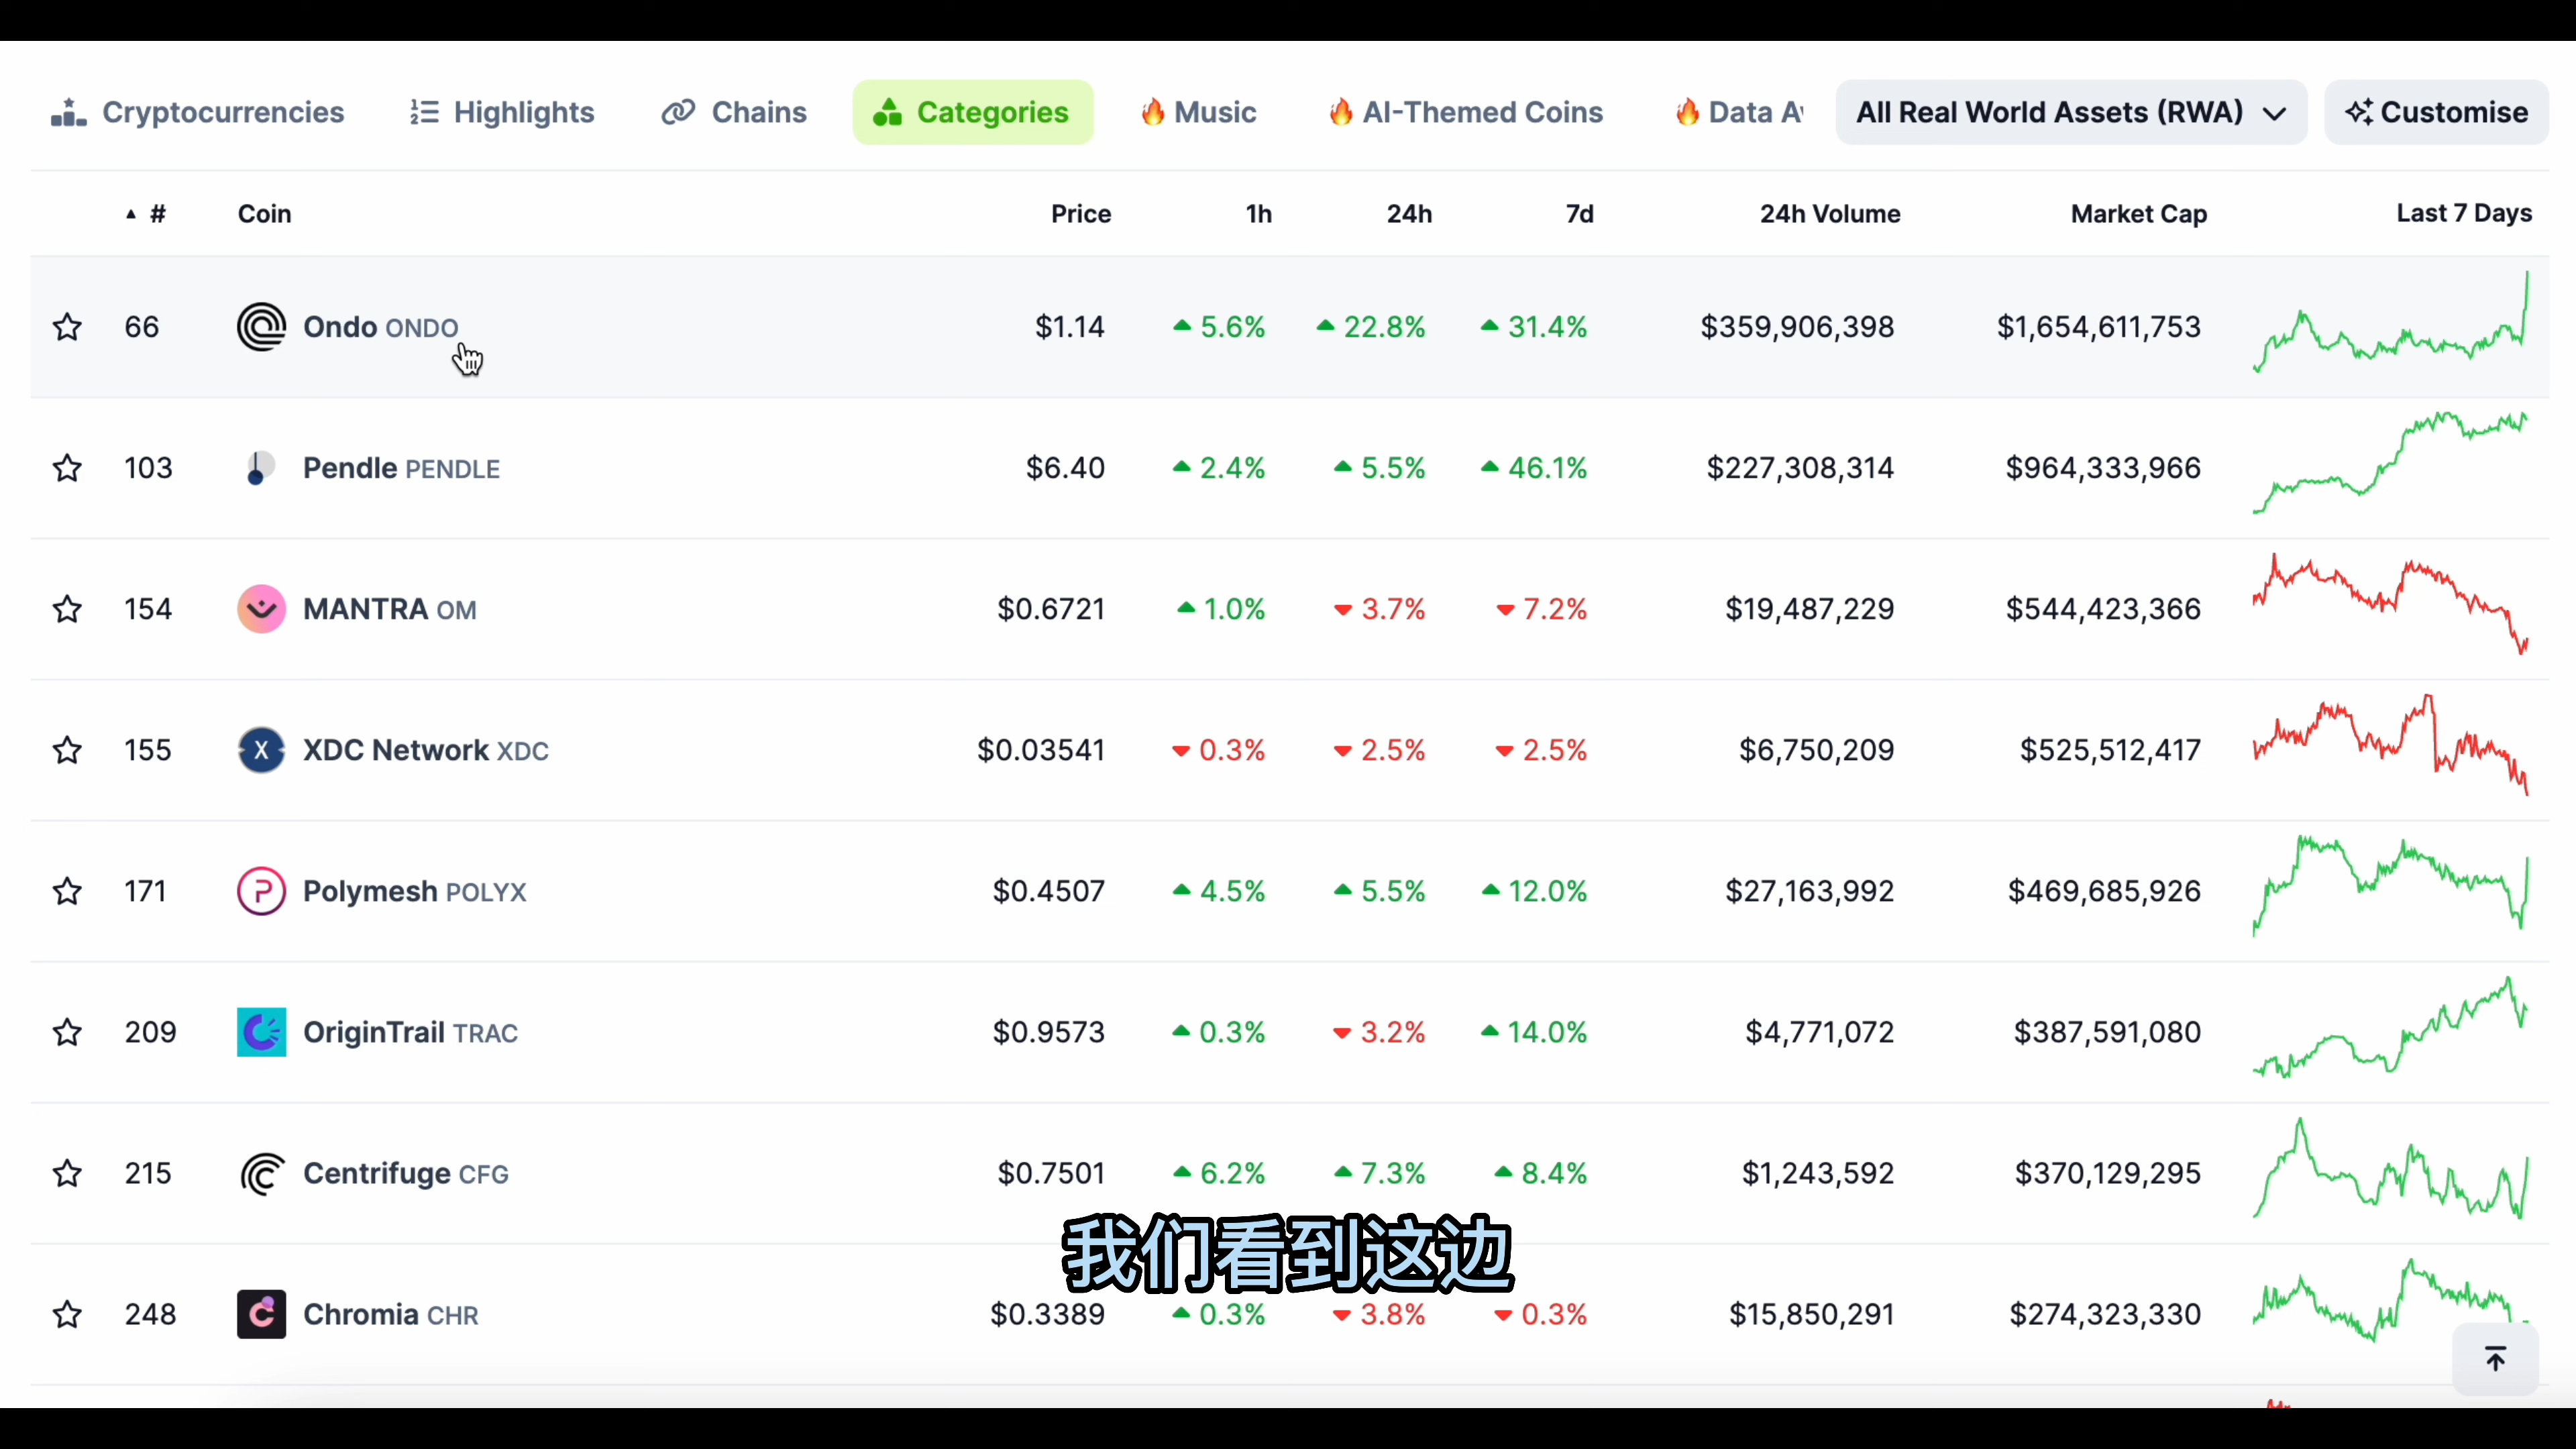 Cryptocurrencies Highlights Chains Categories 🔥 Music 🔥 AI-Themed Coins 🔥 Data Av All Real World Assets (RWA) Customise
# Coin Price 1h 24h 7d 24h Volume Market Cap Last 7 Days
66 Ondo ONDO $1.14 ▲ 5.6% ▲ 22.8% ▲ 31.4% $359,906,398 $1,654,611,753
103 Pendle PENDLE $6.40 ▲ 2.4% ▲ 5.5% ▲ 46.1% $227,308,314 $964,333,966
154 MANTRA OM $0.6721 ▲ 1.0% ▼ 3.7% ▼ 7.2% $19,487,229 $544,423,366
155 X XDC Network XDC $0.03541 ▼ 0.3% ▼ 2.5% ▼ 2.5% $6,750,209 $525,512,417
171 P Polymesh POLYX $0.4507 ▲ 4.5% ▲ 5.5% ▲ 12.0% $27,163,992 $469,685,926
209 OriginTrail TRAC $0.9573 ▲ 0.3% ▼ 3.2% ▲ 14.0% $4,771,072 $387,591,080
215 Centrifuge CFG $0.7501 ▲ 6.2% ▲ 7.3% ▲ 8.4% $1,243,592 $370,129,295
我们看到这边
248 Chromia CHR $0.3389 ▲ 0.3% ▼ 3.8% ▼ 0.3% $15,850,291 $274,323,330